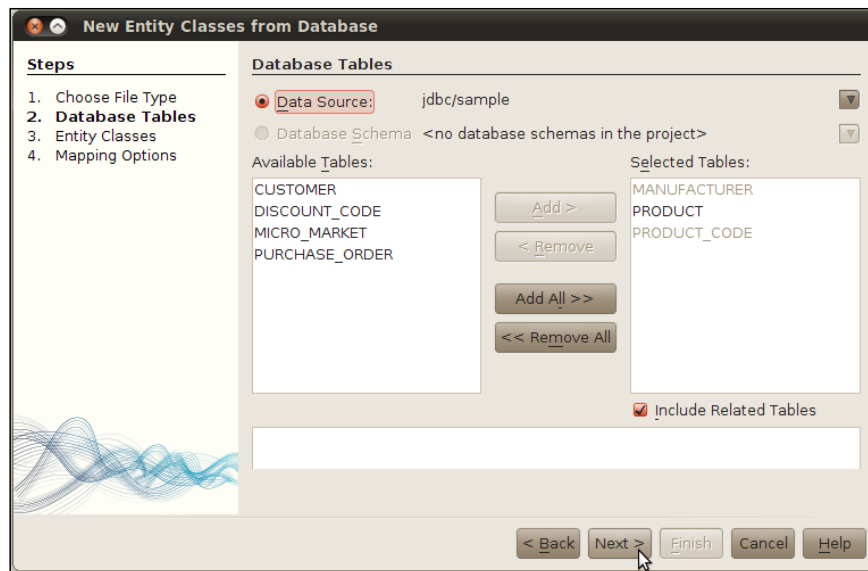 New Entity Classes from Database
Steps
1. Choose File Type
2. Database Tables
3. Entity Classes
4. Mapping Options
Database Tables
Data Source: jdbc/sample
Database Schema <no database schemas in the project>
Available Tables:
CUSTOMER
DISCOUNT_CODE
MICRO_MARKET
PURCHASE_ORDER
Add >
< Remove
Add All >>
<< Remove All
Selected Tables:
MANUFACTURER
PRODUCT
PRODUCT_CODE
Include Related Tables
< Back Next > Finish Cancel Help